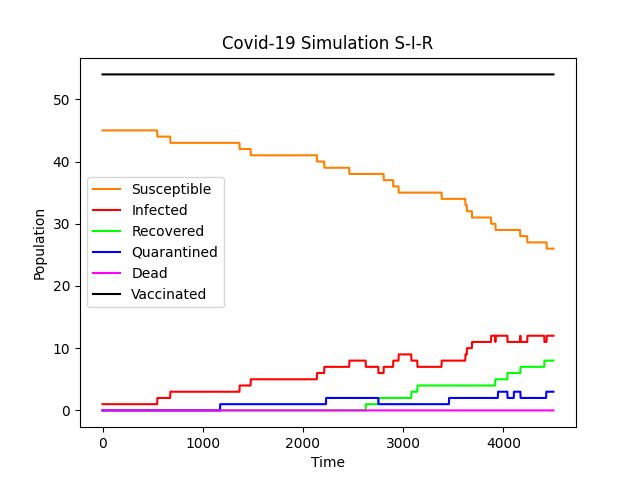 Covid-19 Simulation S-I-R
Population
50
40
30
20
10
0
Susceptible
Infected
Recovered
Quarantined
Dead
Vaccinated
0 1000 2000 3000 4000
Time